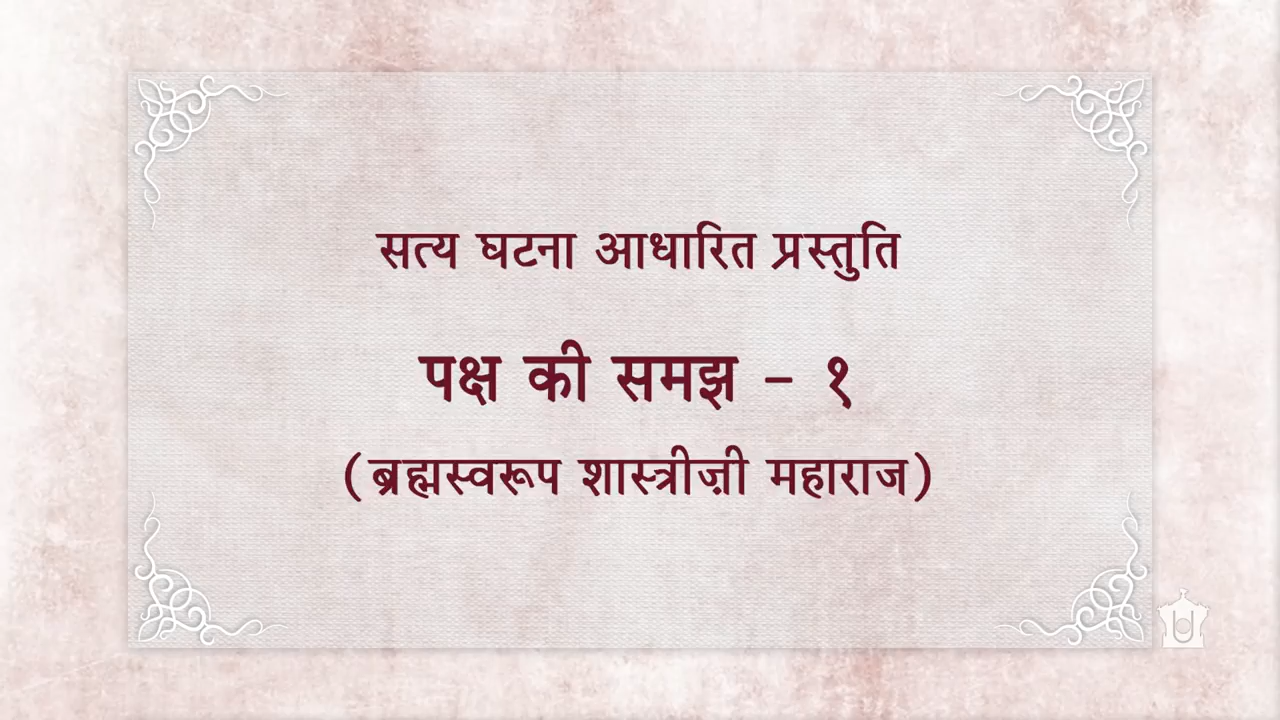 सत्य घटना आधारित प्रस्तुति
पक्ष की समझ - १
(ब्रह्मस्वरूप शास्त्रीज़ी महाराज)